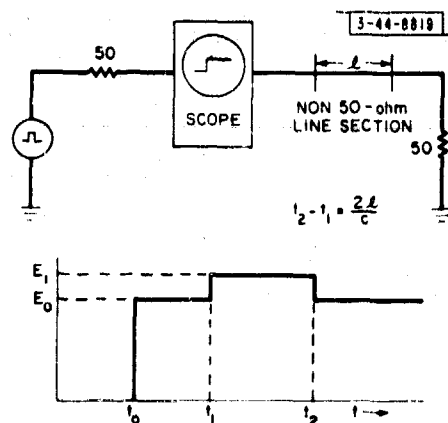 3-44-8819
50
ℓ
SCOPE
NON 50-ohm
LINE SECTION
50
t₂ - t₁ = 2ℓ/c
E₁
E₀
t₀ t₁ t₂ t →